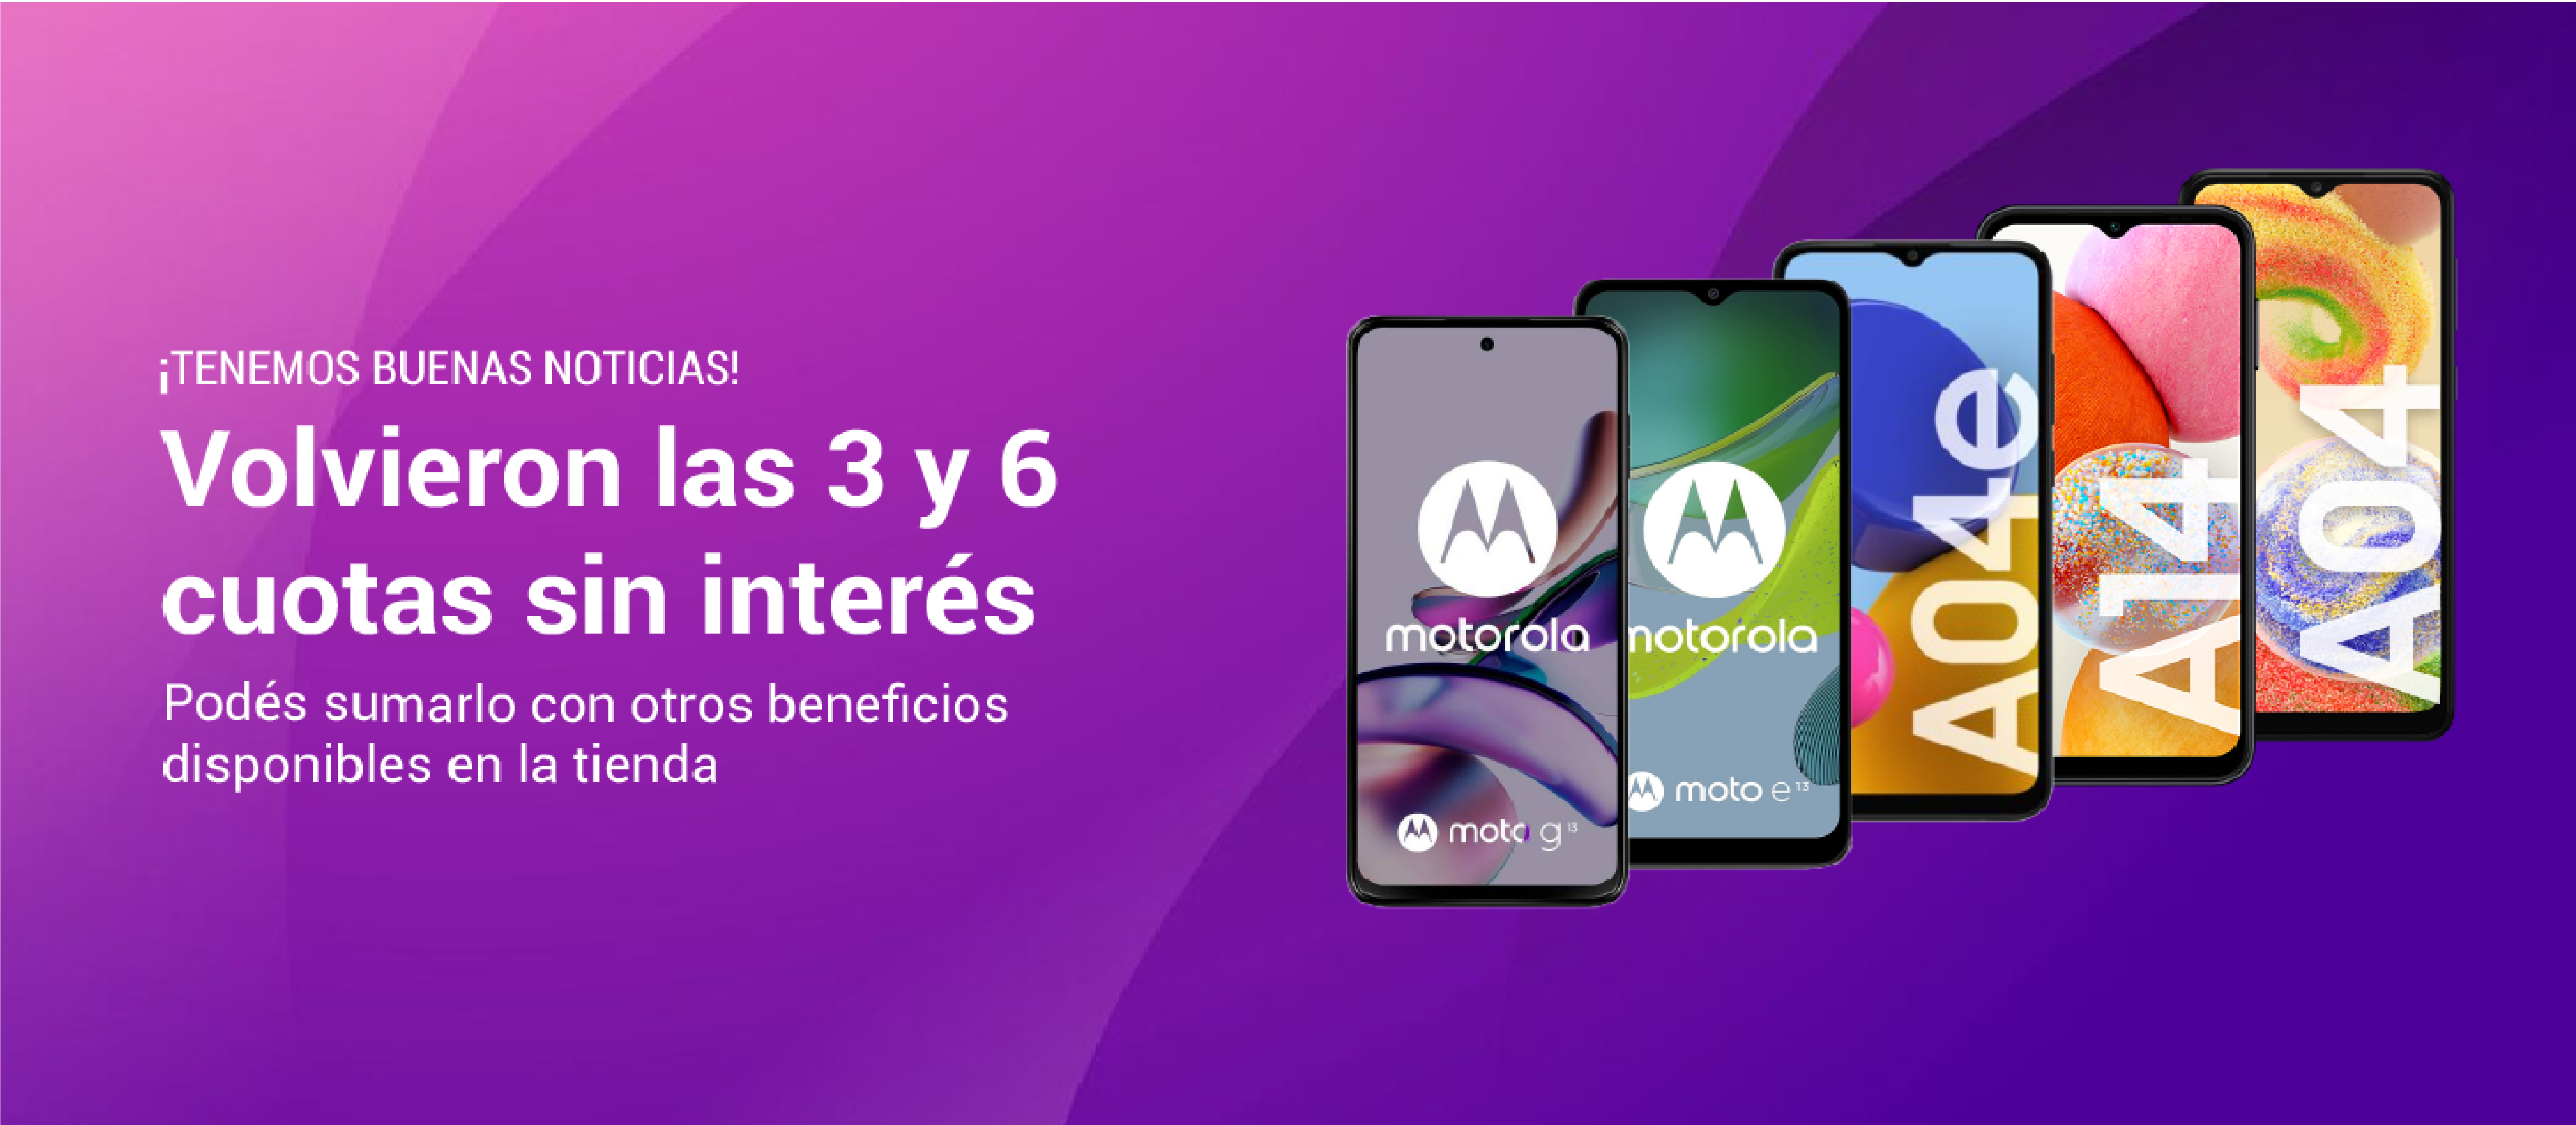 ¡TENEMOS BUENAS NOTICIAS!
Volvieron las 3 y 6
cuotas sin interés
Podés sumarlo con otros beneficios
disponibles en la tienda
motorola
moto g13
motorola
moto e13
A04e
A14
A04